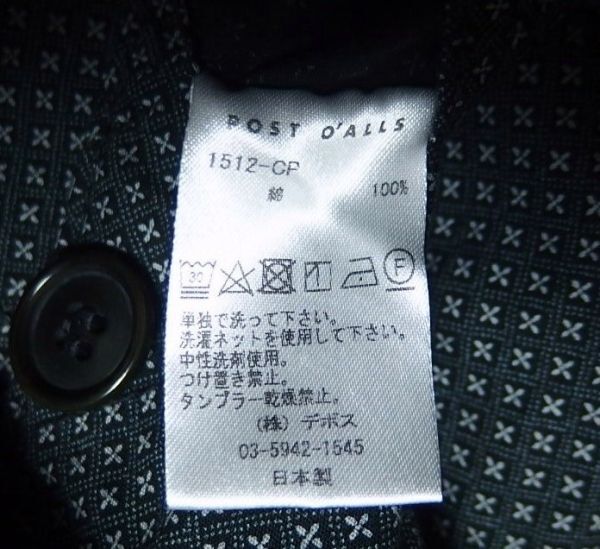 POST O'ALLS
1512-CP
綿 100%
30 F
単独で洗って下さい。
洗濯ネットを使用して下さい。
中性洗剤使用。
つけ置き禁止。
タンブラー乾燥禁止。
(株) デポス
03-5942-1545
日本製